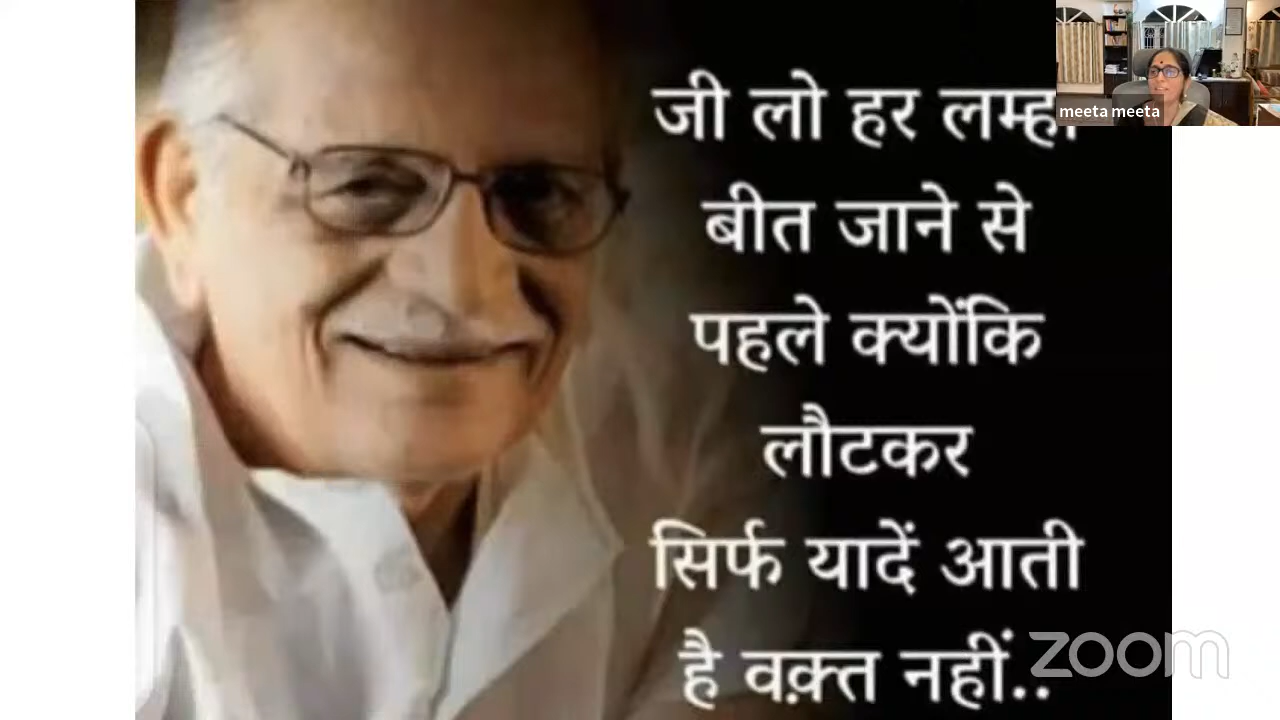 जी लो हर लम्हा
बीत जाने से
पहले क्योंकि
लौटकर
सिर्फ यादें आती
है वक़्त नहीं..
meeta meeta
zoom